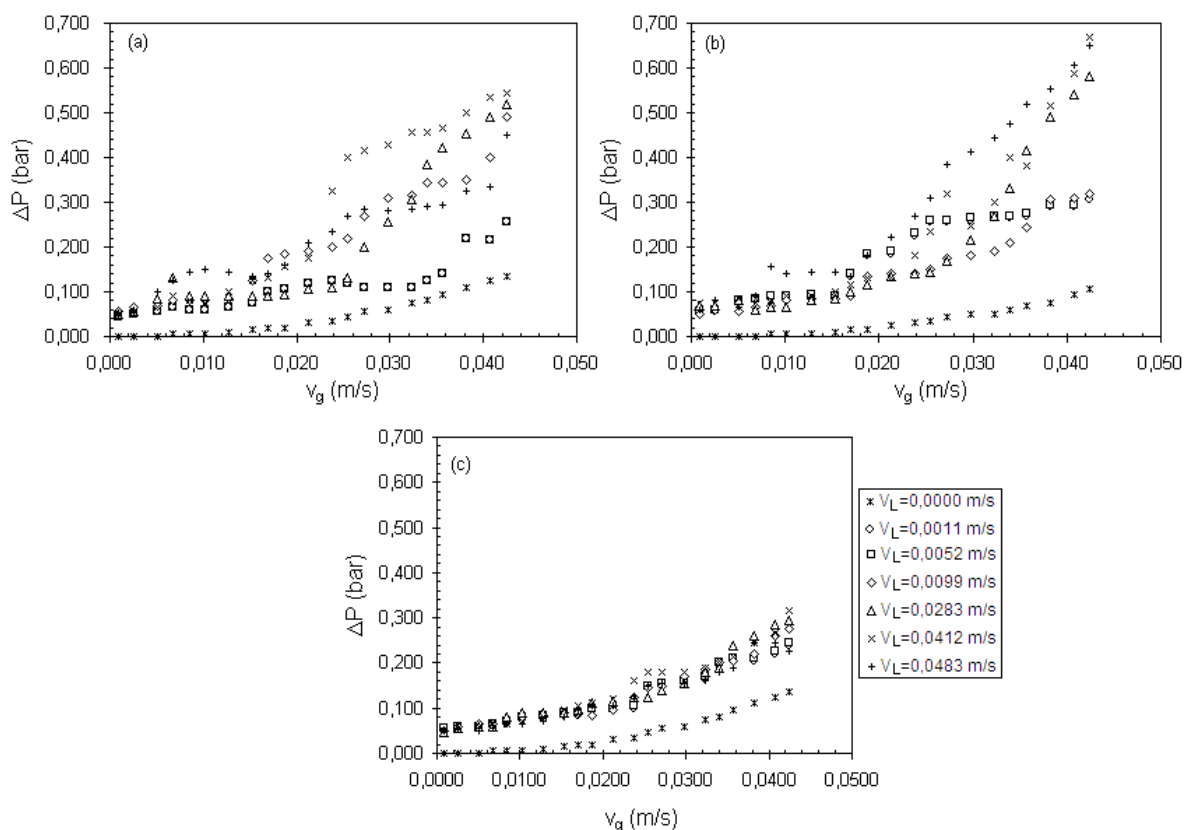 (a)
0,700
0,600
0,500
0,400
0,300
0,200
0,100
0,000
ΔP (bar)
0,000 0,010 0,020 0,030 0,040 0,050
vg (m/s)
(b)
0,700
0,600
0,500
0,400
0,300
0,200
0,100
0,000
ΔP (bar)
0,000 0,010 0,020 0,030 0,040 0,050
vg (m/s)
(c)
0,700
0,600
0,500
0,400
0,300
0,200
0,100
0,000
ΔP (bar)
0,0000 0,0100 0,0200 0,0300 0,0400 0,0500
vg (m/s)
VL=0,0000 m/s
VL=0,0011 m/s
VL=0,0052 m/s
VL=0,0099 m/s
VL=0,0283 m/s
VL=0,0412 m/s
VL=0,0483 m/s